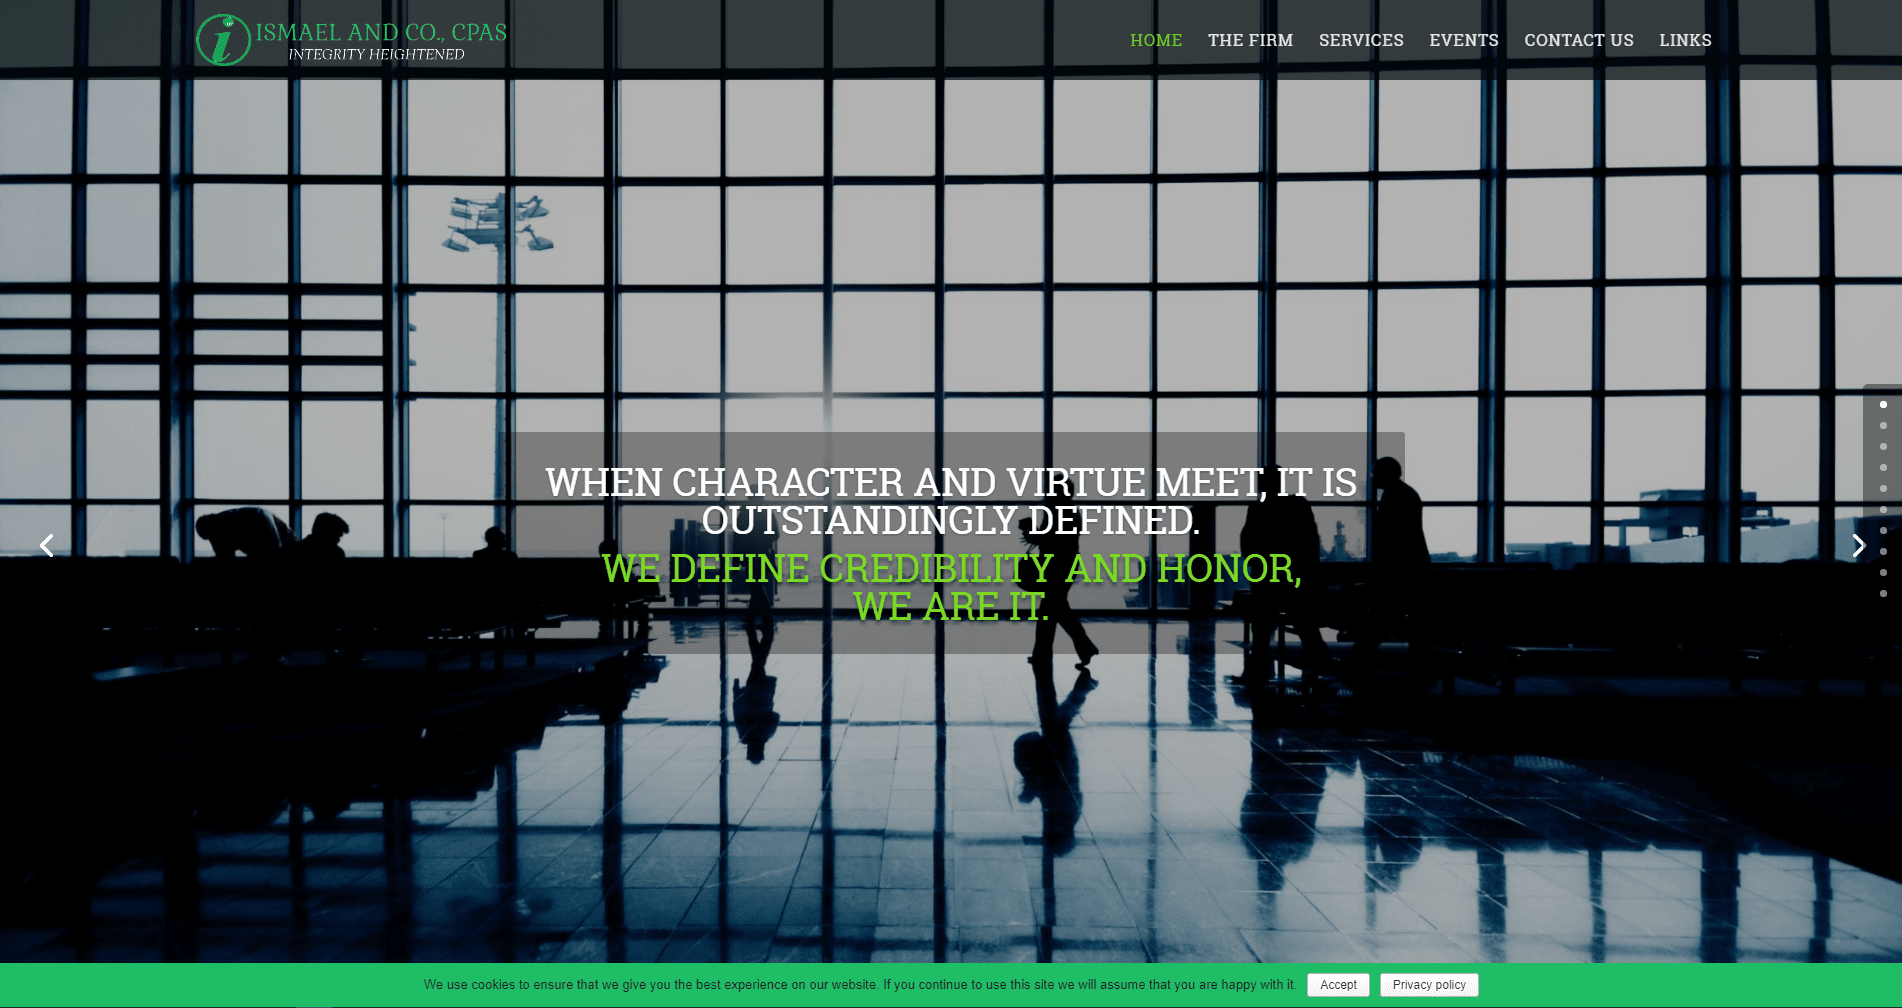 ISMAEL AND CO., CPAS
INTEGRITY HEIGHTENED
HOME THE FIRM SERVICES EVENTS CONTACT US LINKS
WHEN CHARACTER AND VIRTUE MEET, IT IS
OUTSTANDINGLY DEFINED.
WE DEFINE CREDIBILITY AND HONOR,
WE ARE IT.
We use cookies to ensure that we give you the best experience on our website. If you continue to use this site we will assume that you are happy with it. Accept Privacy policy